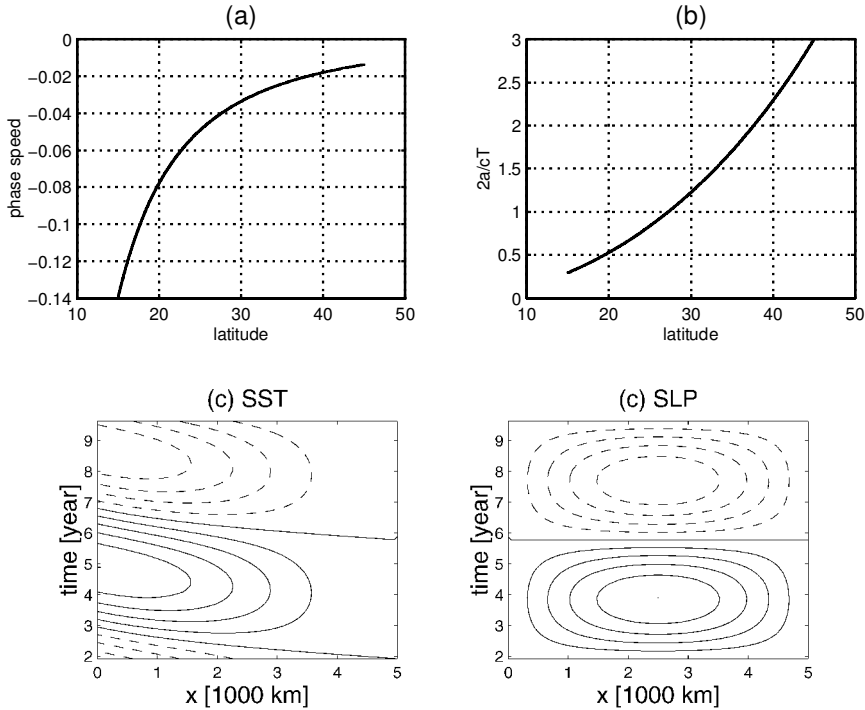 (a)
0
−0.02
−0.04
−0.06
−0.08
−0.1
−0.12
−0.14
phase speed
10 20 30 40 50
latitude
(b)
3
2.5
2
1.5
1
0.5
0
2a/cT
10 20 30 40 50
latitude
(c) SST
9
8
7
6
5
4
3
2
time [year]
0 1 2 3 4 5
x [1000 km]
(c) SLP
9
8
7
6
5
4
3
2
time [year]
0 1 2 3 4 5
x [1000 km]